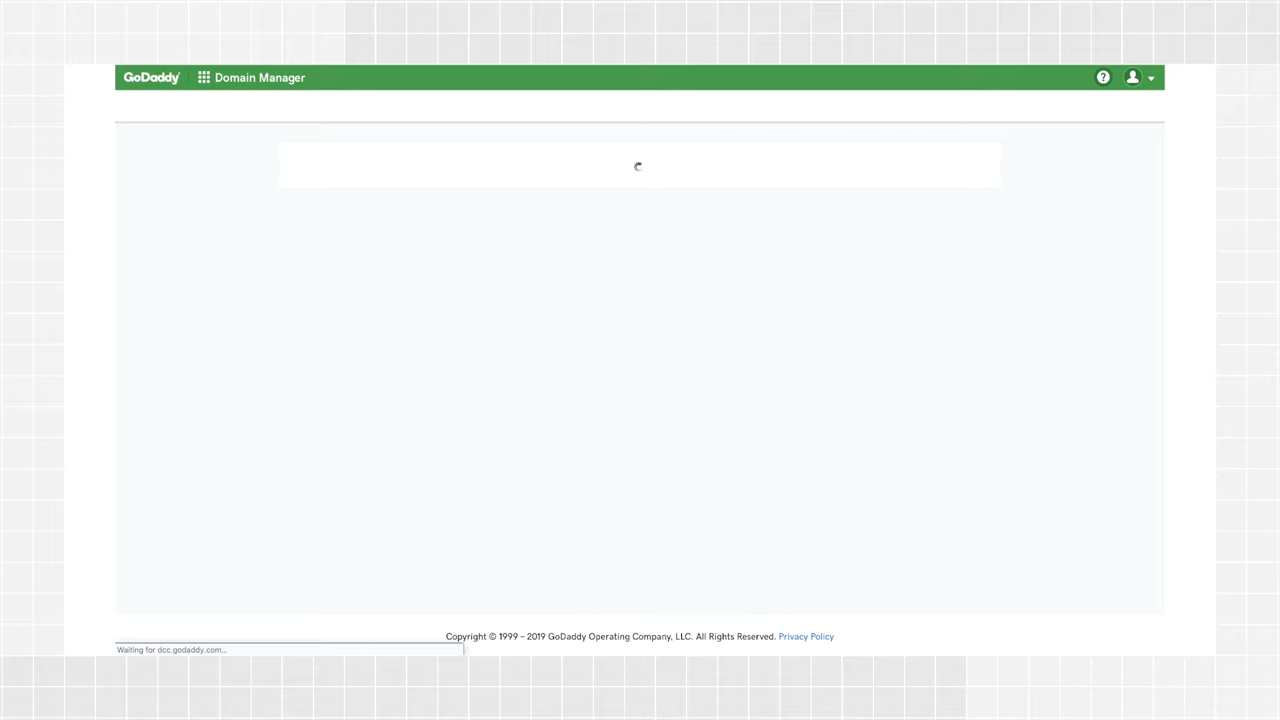 GoDaddy Domain Manager ?
Copyright © 1999 – 2019 GoDaddy Operating Company, LLC. All Rights Reserved. Privacy Policy
Waiting for dcc.godaddy.com...